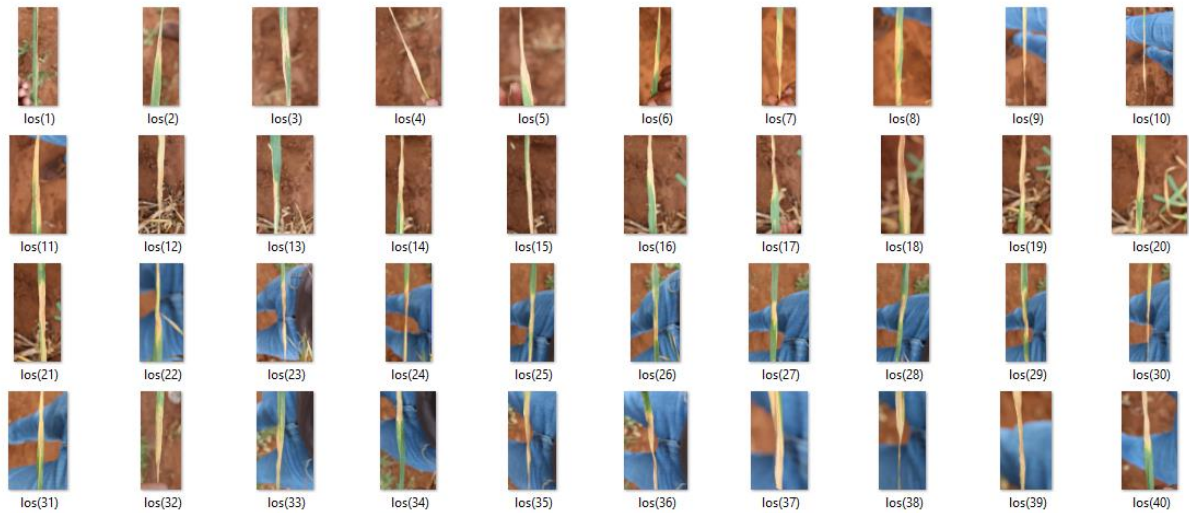 los(1) los(2) los(3) los(4) los(5) los(6) los(7) los(8) los(9) los(10)
los(11) los(12) los(13) los(14) los(15) los(16) los(17) los(18) los(19) los(20)
los(21) los(22) los(23) los(24) los(25) los(26) los(27) los(28) los(29) los(30)
los(31) los(32) los(33) los(34) los(35) los(36) los(37) los(38) los(39) los(40)